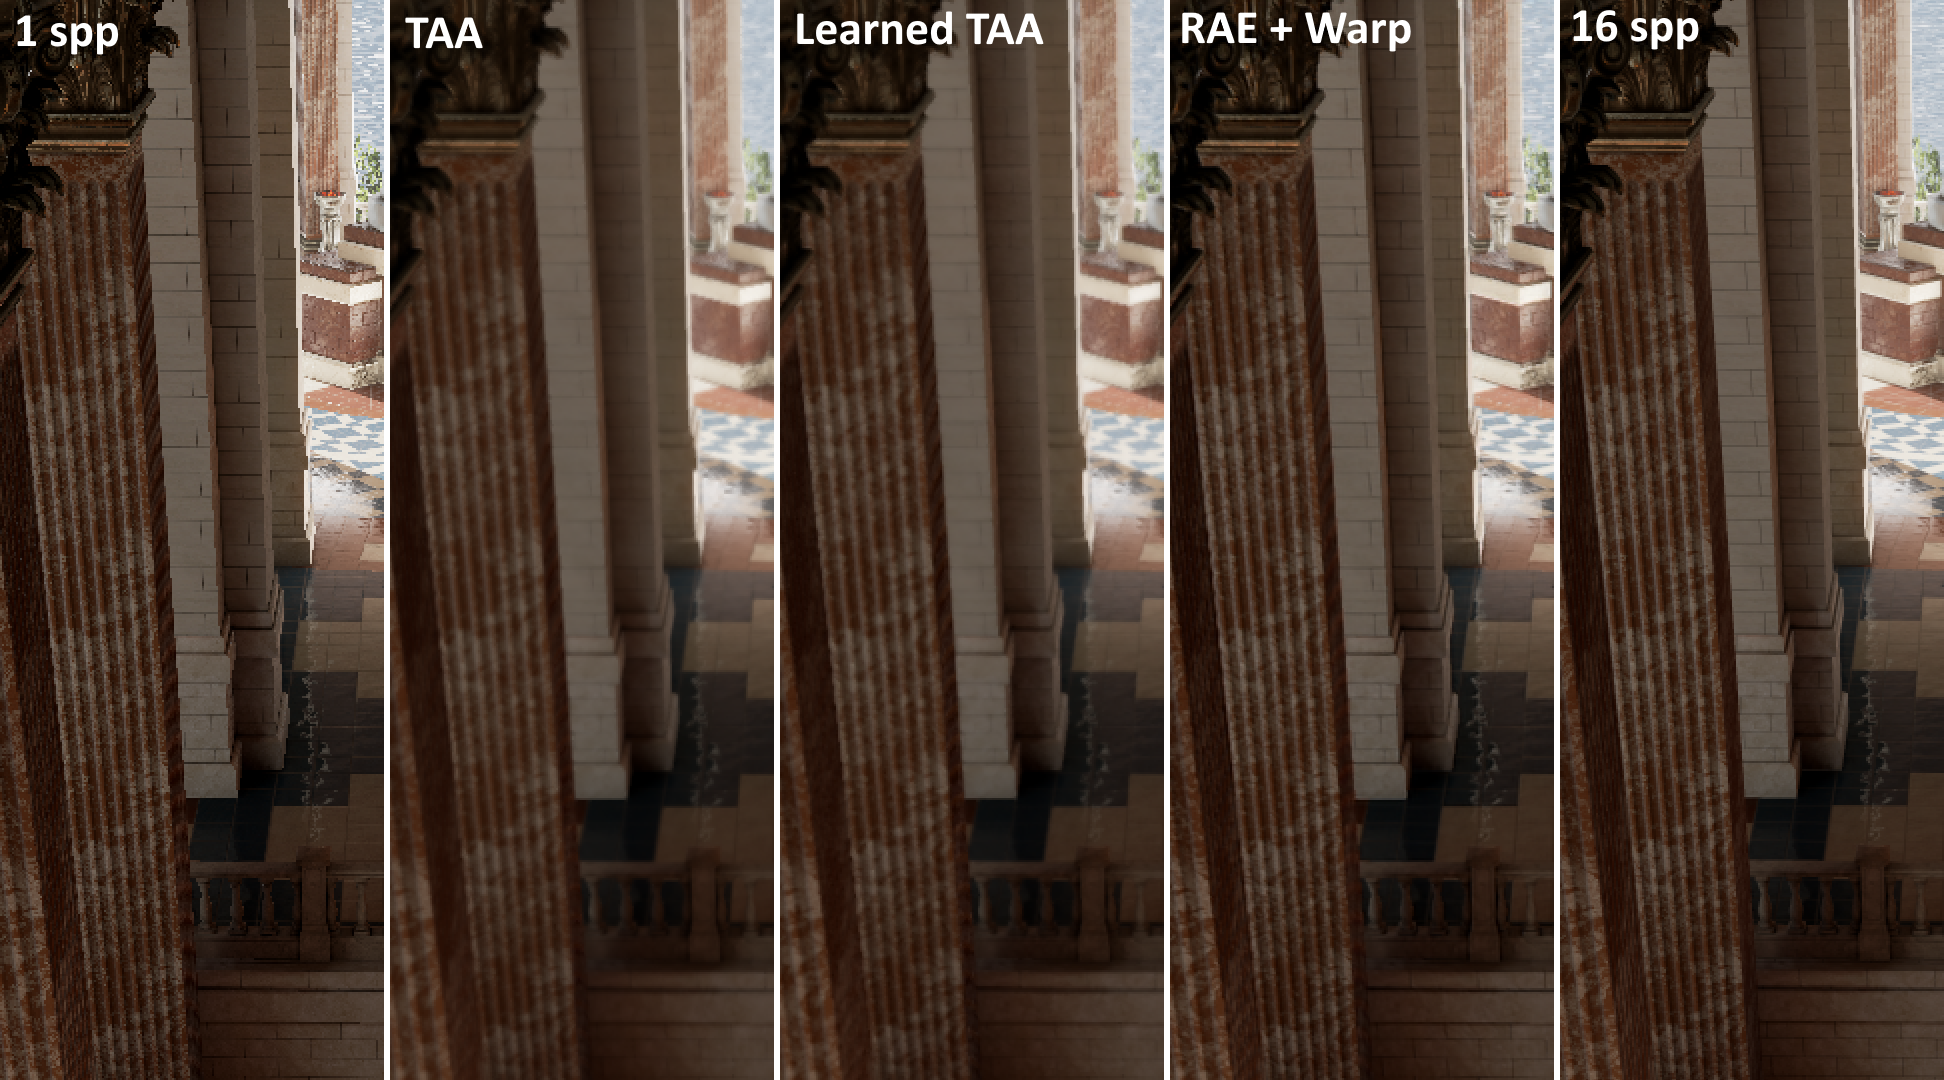 1 spp
TAA
Learned TAA
RAE + Warp
16 spp